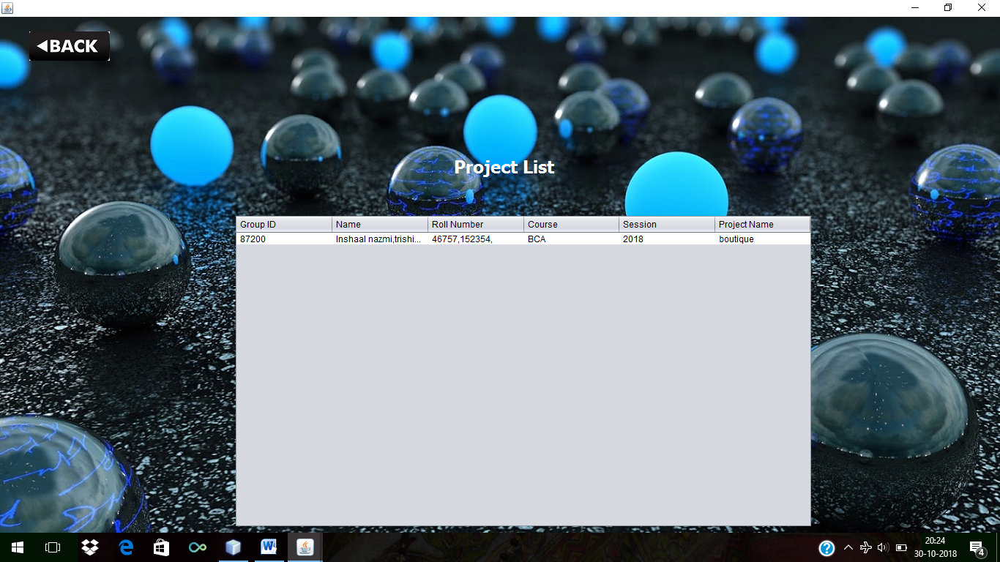 ◄BACK
Project List
Group ID Name Roll Number Course Session Project Name
87200 Inshaal nazmi,trishi... 46757,152354, BCA 2018 boutique
20:24
30-10-2018
4